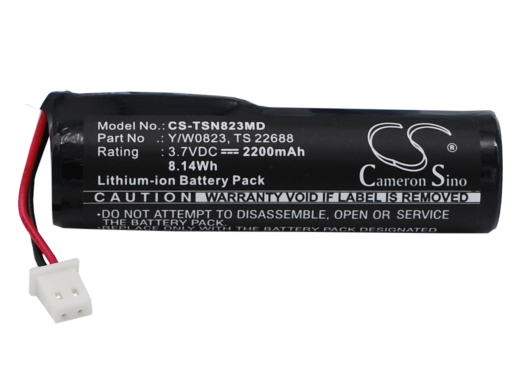 Model No.: CS-TSN823MD
Part No : Y/W0823, TS 22688
Rating : 3.7VDC 2200mAh
8.14Wh
Lithium-ion Battery Pack
CS
Cameron Sino
CAUTION WARRANTY VOID IF LABEL IS REMOVED
•DO NOT ATTEMPT TO DISASSEMBLE, OPEN OR SERVICE
THE BATTERY PACK